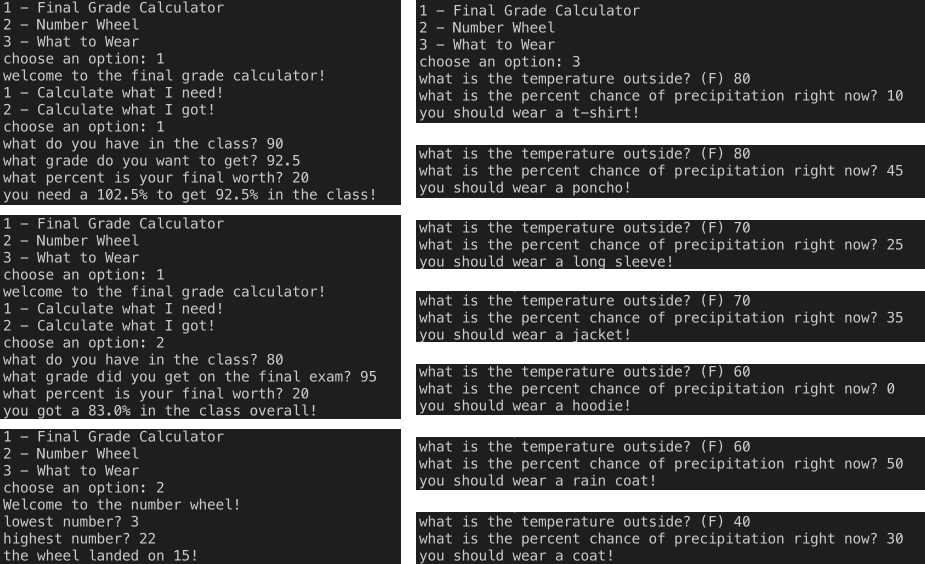 1 – Final Grade Calculator
2 – Number Wheel
3 – What to Wear
choose an option: 1
welcome to the final grade calculator!
1 – Calculate what I need!
2 – Calculate what I got!
choose an option: 1
what do you have in the class? 90
what grade do you want to get? 92.5
what percent is your final worth? 20
you need a 102.5% to get 92.5% in the class!
1 – Final Grade Calculator
2 – Number Wheel
3 – What to Wear
choose an option: 1
welcome to the final grade calculator!
1 – Calculate what I need!
2 – Calculate what I got!
choose an option: 2
what do you have in the class? 80
what grade did you get on the final exam? 95
what percent is your final worth? 20
you got a 83.0% in the class overall!
1 – Final Grade Calculator
2 – Number Wheel
3 – What to Wear
choose an option: 2
Welcome to the number wheel!
lowest number? 3
highest number? 22
the wheel landed on 15!
1 – Final Grade Calculator
2 – Number Wheel
3 – What to Wear
choose an option: 3
what is the temperature outside? (F) 80
what is the percent chance of precipitation right now? 10
you should wear a t-shirt!
what is the temperature outside? (F) 80
what is the percent chance of precipitation right now? 45
you should wear a poncho!
what is the temperature outside? (F) 70
what is the percent chance of precipitation right now? 25
you should wear a long sleeve!
what is the temperature outside? (F) 70
what is the percent chance of precipitation right now? 35
you should wear a jacket!
what is the temperature outside? (F) 60
what is the percent chance of precipitation right now? 0
you should wear a hoodie!
what is the temperature outside? (F) 60
what is the percent chance of precipitation right now? 50
you should wear a rain coat!
what is the temperature outside? (F) 40
what is the percent chance of precipitation right now? 30
you should wear a coat!